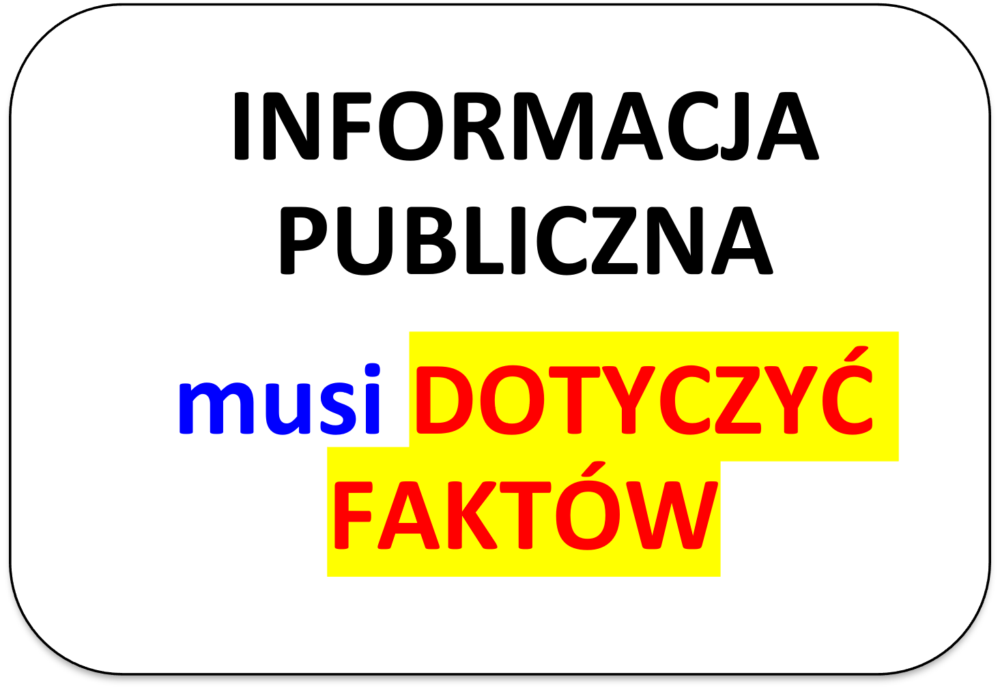 INFORMACJA
PUBLICZNA
musi DOTYCZYĆ
FAKTÓW